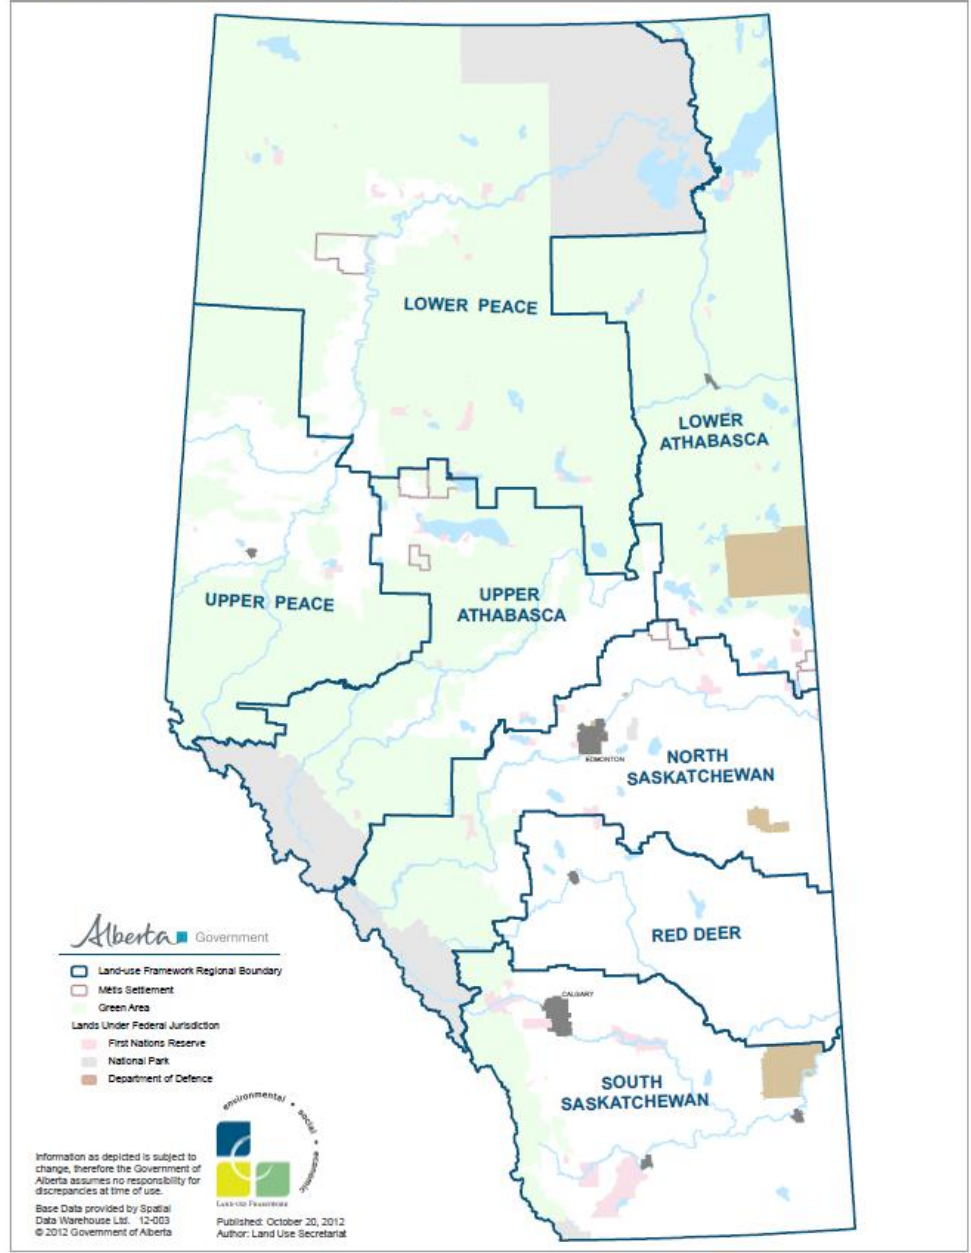 LOWER PEACE
LOWER
ATHABASCA
UPPER PEACE
UPPER
ATHABASCA
EDMONTON
NORTH
SASKATCHEWAN
RED DEER
CALGARY
SOUTH
SASKATCHEWAN
Alberta Government
Land-use Framework Regional Boundary
Métis Settlement
Green Area
Lands Under Federal Jurisdiction
First Nations Reserve
National Park
Department of Defence
environmental • social • economic
LAND-USE FRAMEWORK
Information as depicted is subject to
change, therefore the Government of
Alberta assumes no responsibility for
discrepancies at time of use.
Base Data provided by Spatial
Data Warehouse Ltd. 12-003
© 2012 Government of Alberta
Published: October 20, 2012
Author: Land Use Secretariat